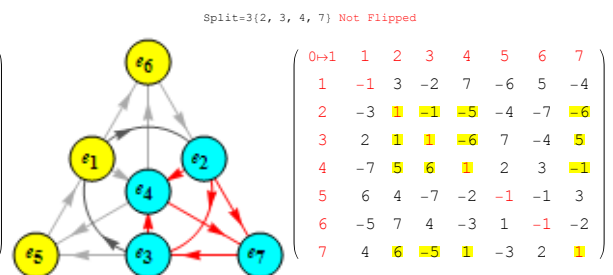 Split=3{2, 3, 4, 7} Not Flipped
e6
e1
e2
e4
e5
e3
e7
0↦1 1 2 3 4 5 6 7
1 -1 3 -2 7 -6 5 -4
2 -3 1 -1 -5 -4 -7 -6
3 2 1 1 -6 7 -4 5
4 -7 5 6 1 2 3 -1
5 6 4 -7 -2 -1 -1 3
6 -5 7 4 -3 1 -1 -2
7 4 6 -5 1 -3 2 1